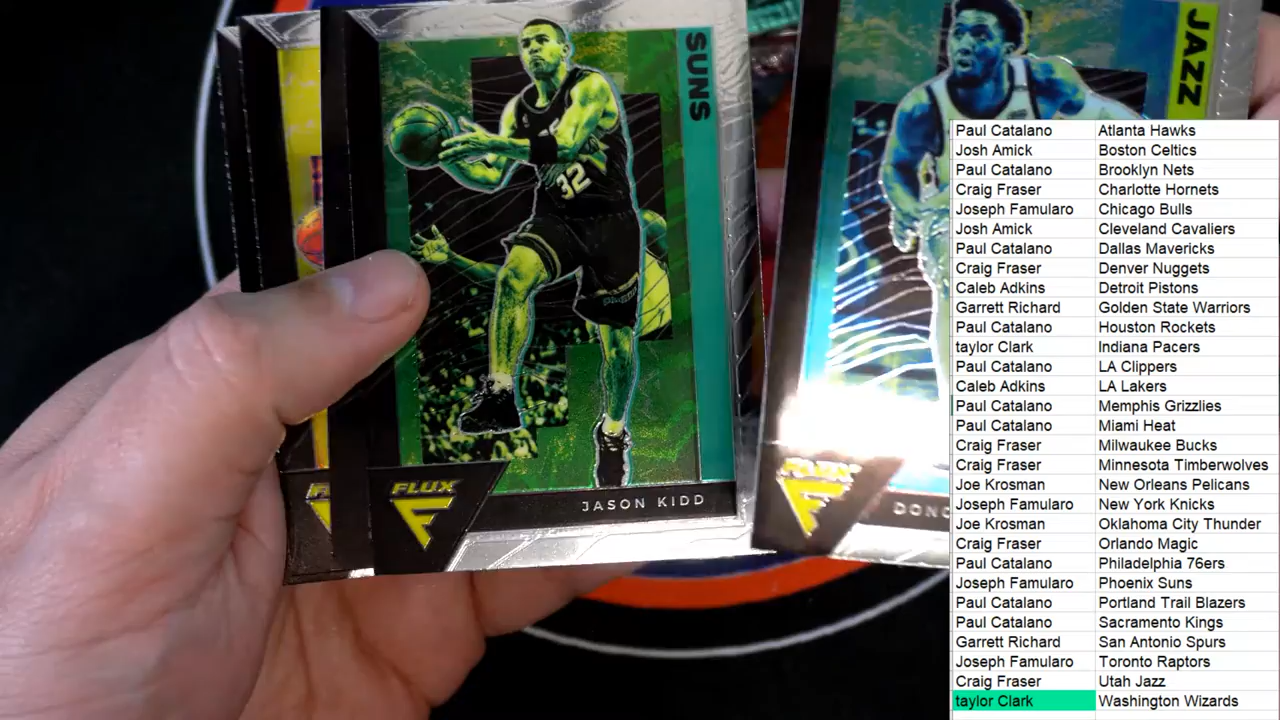 SUNS
32
FLUX
JASON KIDD
JAZZ
Paul Catalano Atlanta Hawks
Josh Amick Boston Celtics
Paul Catalano Brooklyn Nets
Craig Fraser Charlotte Hornets
Joseph Famularo Chicago Bulls
Josh Amick Cleveland Cavaliers
Paul Catalano Dallas Mavericks
Craig Fraser Denver Nuggets
Caleb Adkins Detroit Pistons
Garrett Richard Golden State Warriors
Paul Catalano Houston Rockets
taylor Clark Indiana Pacers
Paul Catalano LA Clippers
Caleb Adkins LA Lakers
Paul Catalano Memphis Grizzlies
Paul Catalano Miami Heat
Craig Fraser Milwaukee Bucks
Craig Fraser Minnesota Timberwolves
Joe Krosman New Orleans Pelicans
Joseph Famularo New York Knicks
Joe Krosman Oklahoma City Thunder
Craig Fraser Orlando Magic
Paul Catalano Philadelphia 76ers
Joseph Famularo Phoenix Suns
Paul Catalano Portland Trail Blazers
Paul Catalano Sacramento Kings
Garrett Richard San Antonio Spurs
Joseph Famularo Toronto Raptors
Craig Fraser Utah Jazz
taylor Clark Washington Wizards